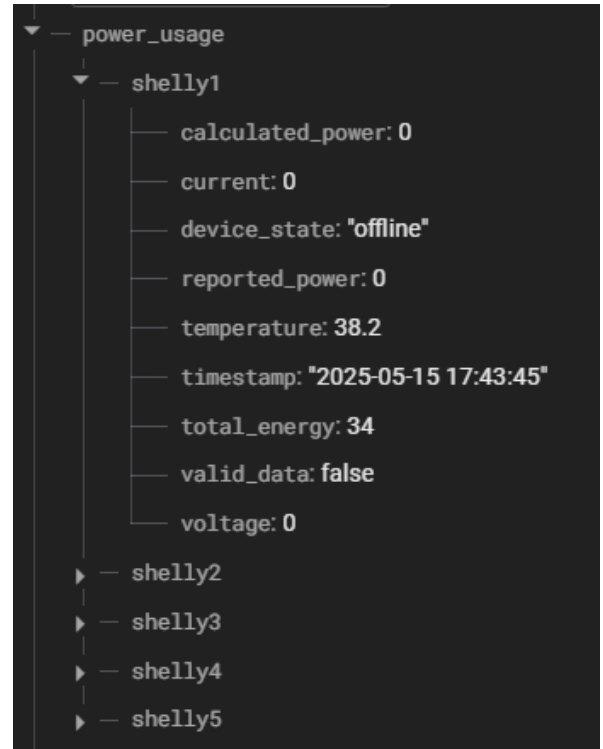 power_usage
shelly1
calculated_power: 0
current: 0
device_state: "offline"
reported_power: 0
temperature: 38.2
timestamp: "2025-05-15 17:43:45"
total_energy: 34
valid_data: false
voltage: 0
shelly2
shelly3
shelly4
shelly5